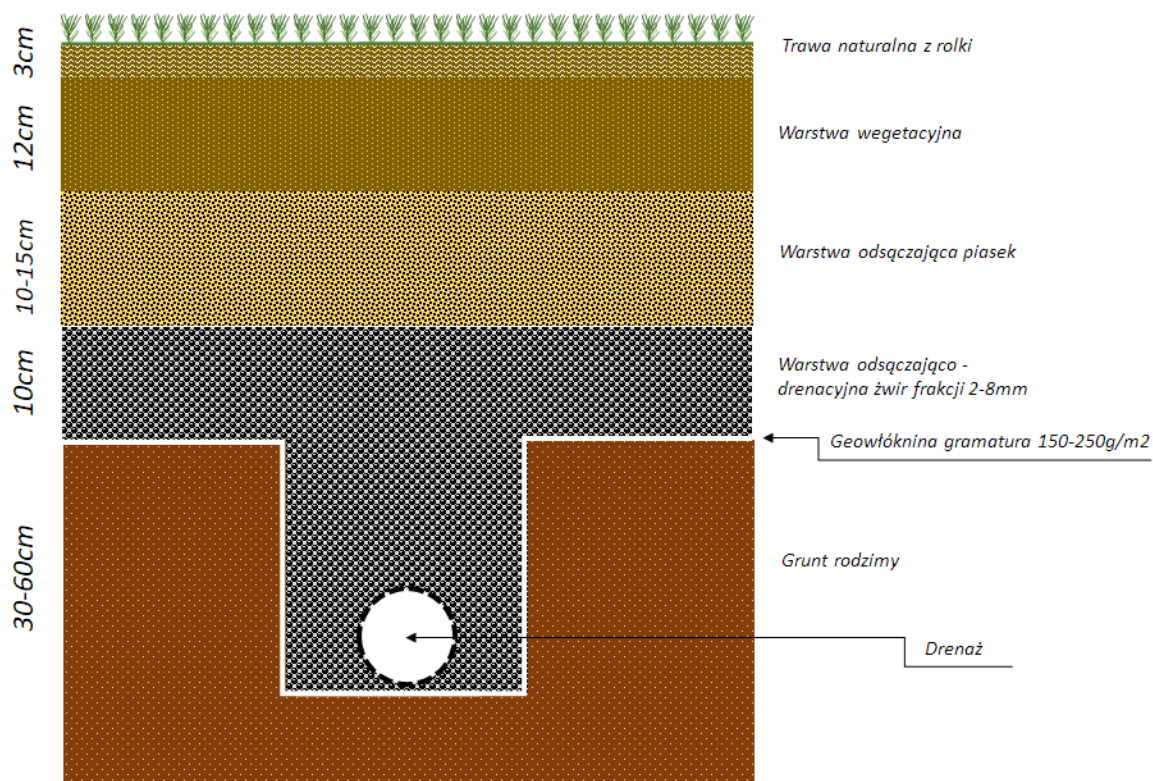 3cm
Trawa naturalna z rolki
12cm
Warstwa wegetacyjna
10-15cm
Warstwa odsączająca piasek
10cm
Warstwa odsączająco -
drenacyjna żwir frakcji 2-8mm
Geowłóknina gramatura 150-250g/m2
30-60cm
Grunt rodzimy
Drenaż